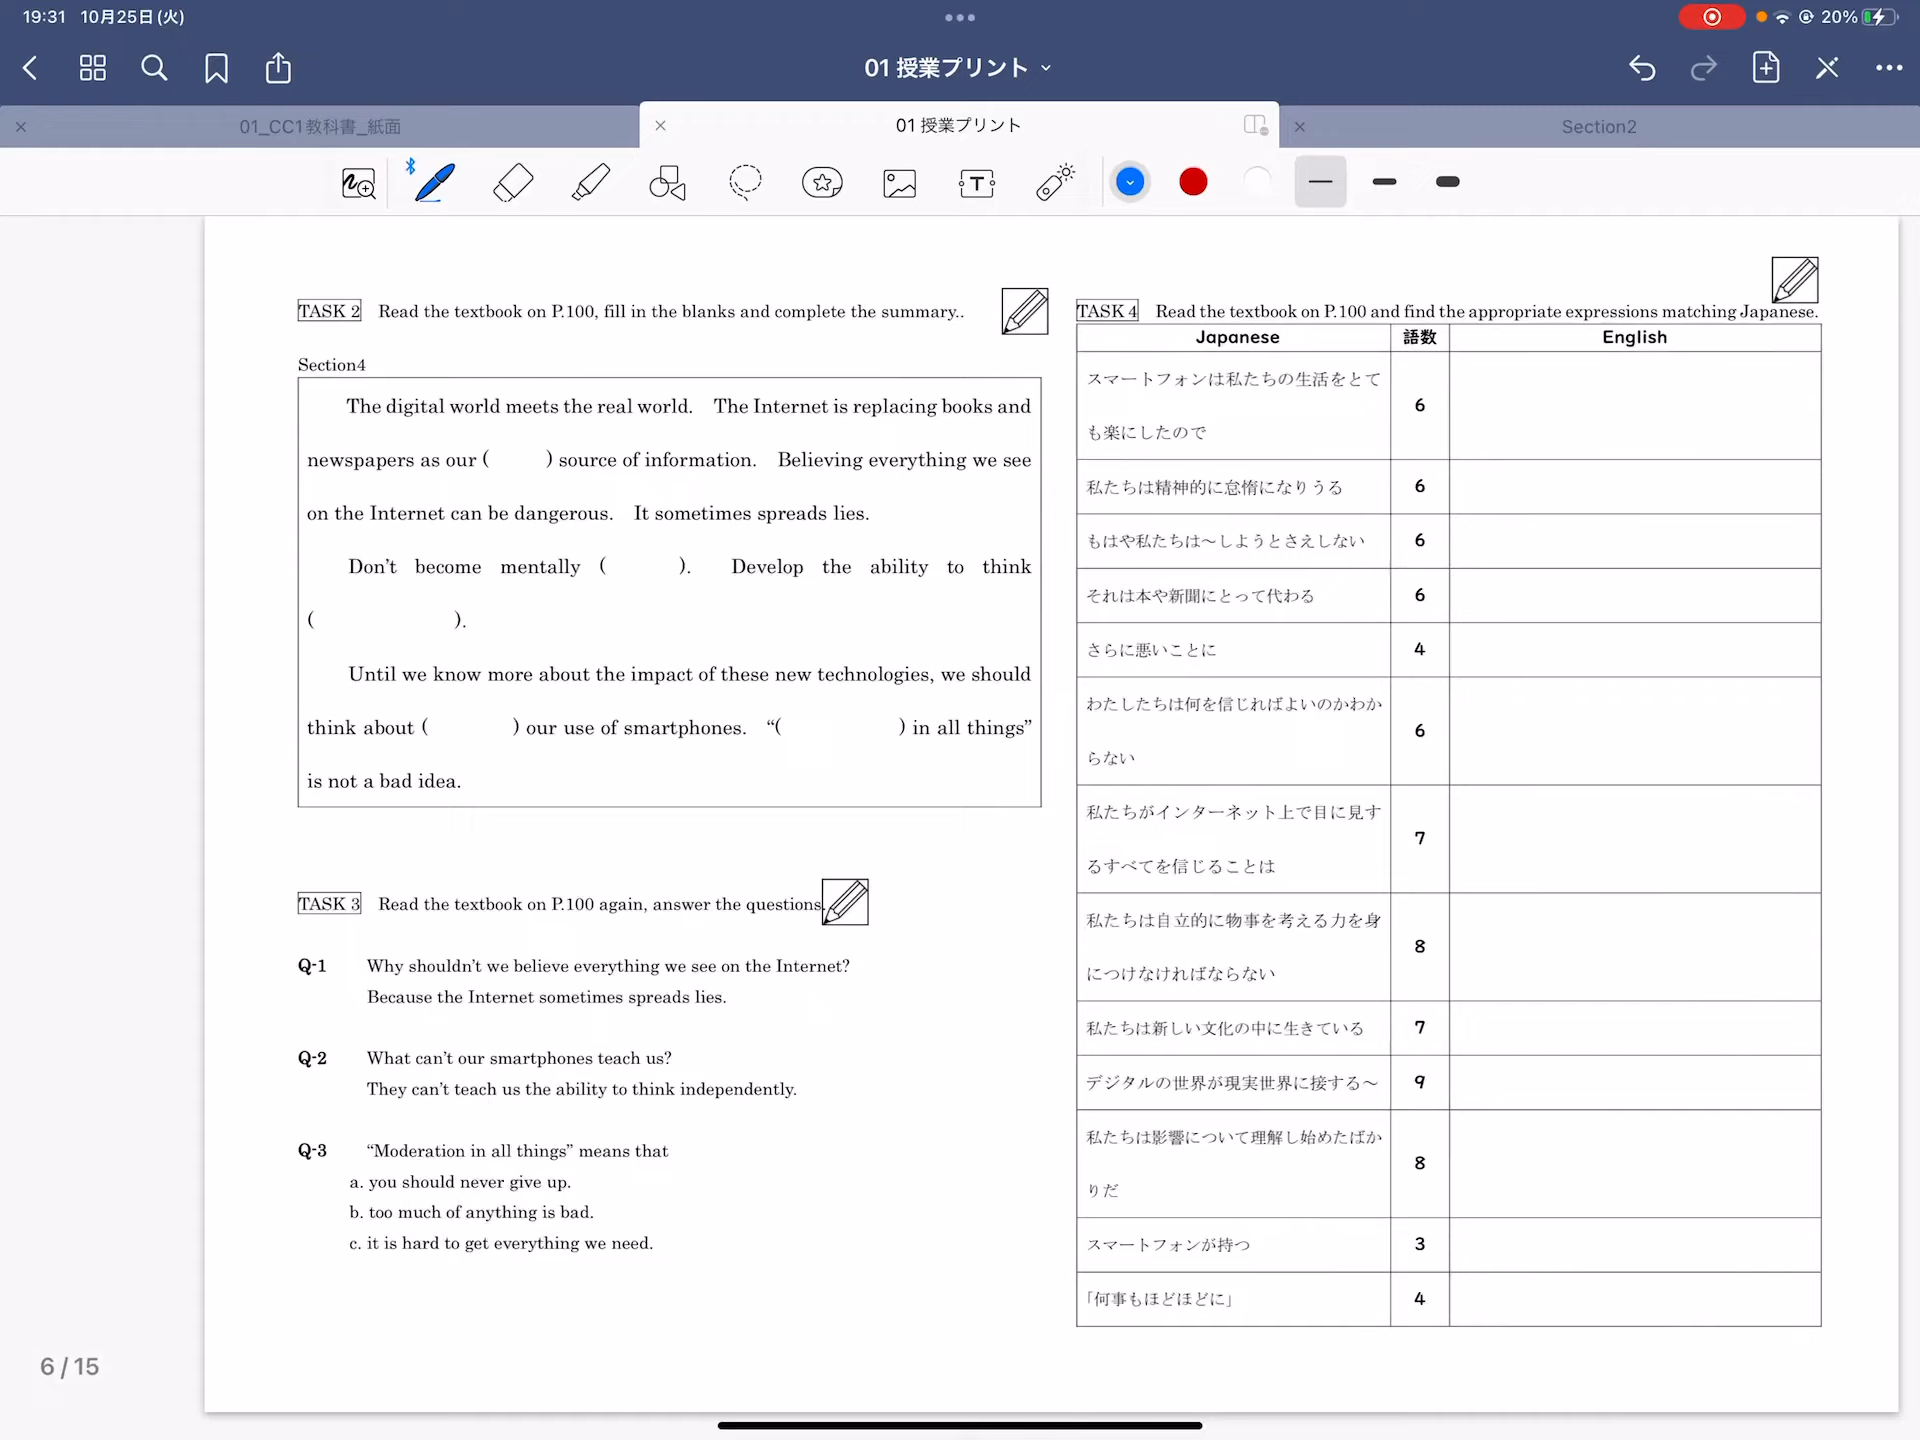 19:31 10月25日(火)
20%
01 授業プリント
01_CC1教科書_紙面
01 授業プリント
Section2
TASK 2 Read the textbook on P.100, fill in the blanks and complete the summary..
Section4
The digital world meets the real world. The Internet is replacing books and
newspapers as our ( ) source of information. Believing everything we see
on the Internet can be dangerous. It sometimes spreads lies.
Don't become mentally ( ). Develop the ability to think
( ).
Until we know more about the impact of these new technologies, we should
think about ( ) our use of smartphones. “( ) in all things”
is not a bad idea.
TASK 3 Read the textbook on P.100 again, answer the questions.
Q-1 Why shouldn't we believe everything we see on the Internet?
Because the Internet sometimes spreads lies.
Q-2 What can't our smartphones teach us?
They can't teach us the ability to think independently.
Q-3 “Moderation in all things” means that
a. you should never give up.
b. too much of anything is bad.
c. it is hard to get everything we need.
TASK 4 Read the textbook on P.100 and find the appropriate expressions matching Japanese.
Japanese 語数 English
スマートフォンは私たちの生活をとて
も楽にしたので
6
私たちは精神的に怠惰になりうる 6
もはや私たちは～しようとさえしない 6
それは本や新聞にとって代わる 6
さらに悪いことに 4
わたしたちは何を信じればよいのかわか
らない
6
私たちがインターネット上で目に見す
るすべてを信じることは
7
私たちは自立的に物事を考える力を身
につけなければならない
8
私たちは新しい文化の中に生きている 7
デジタルの世界が現実世界に接する～ 9
私たちは影響について理解し始めたばか
りだ
8
スマートフォンが持つ 3
「何事もほどほどに」 4
6 / 15